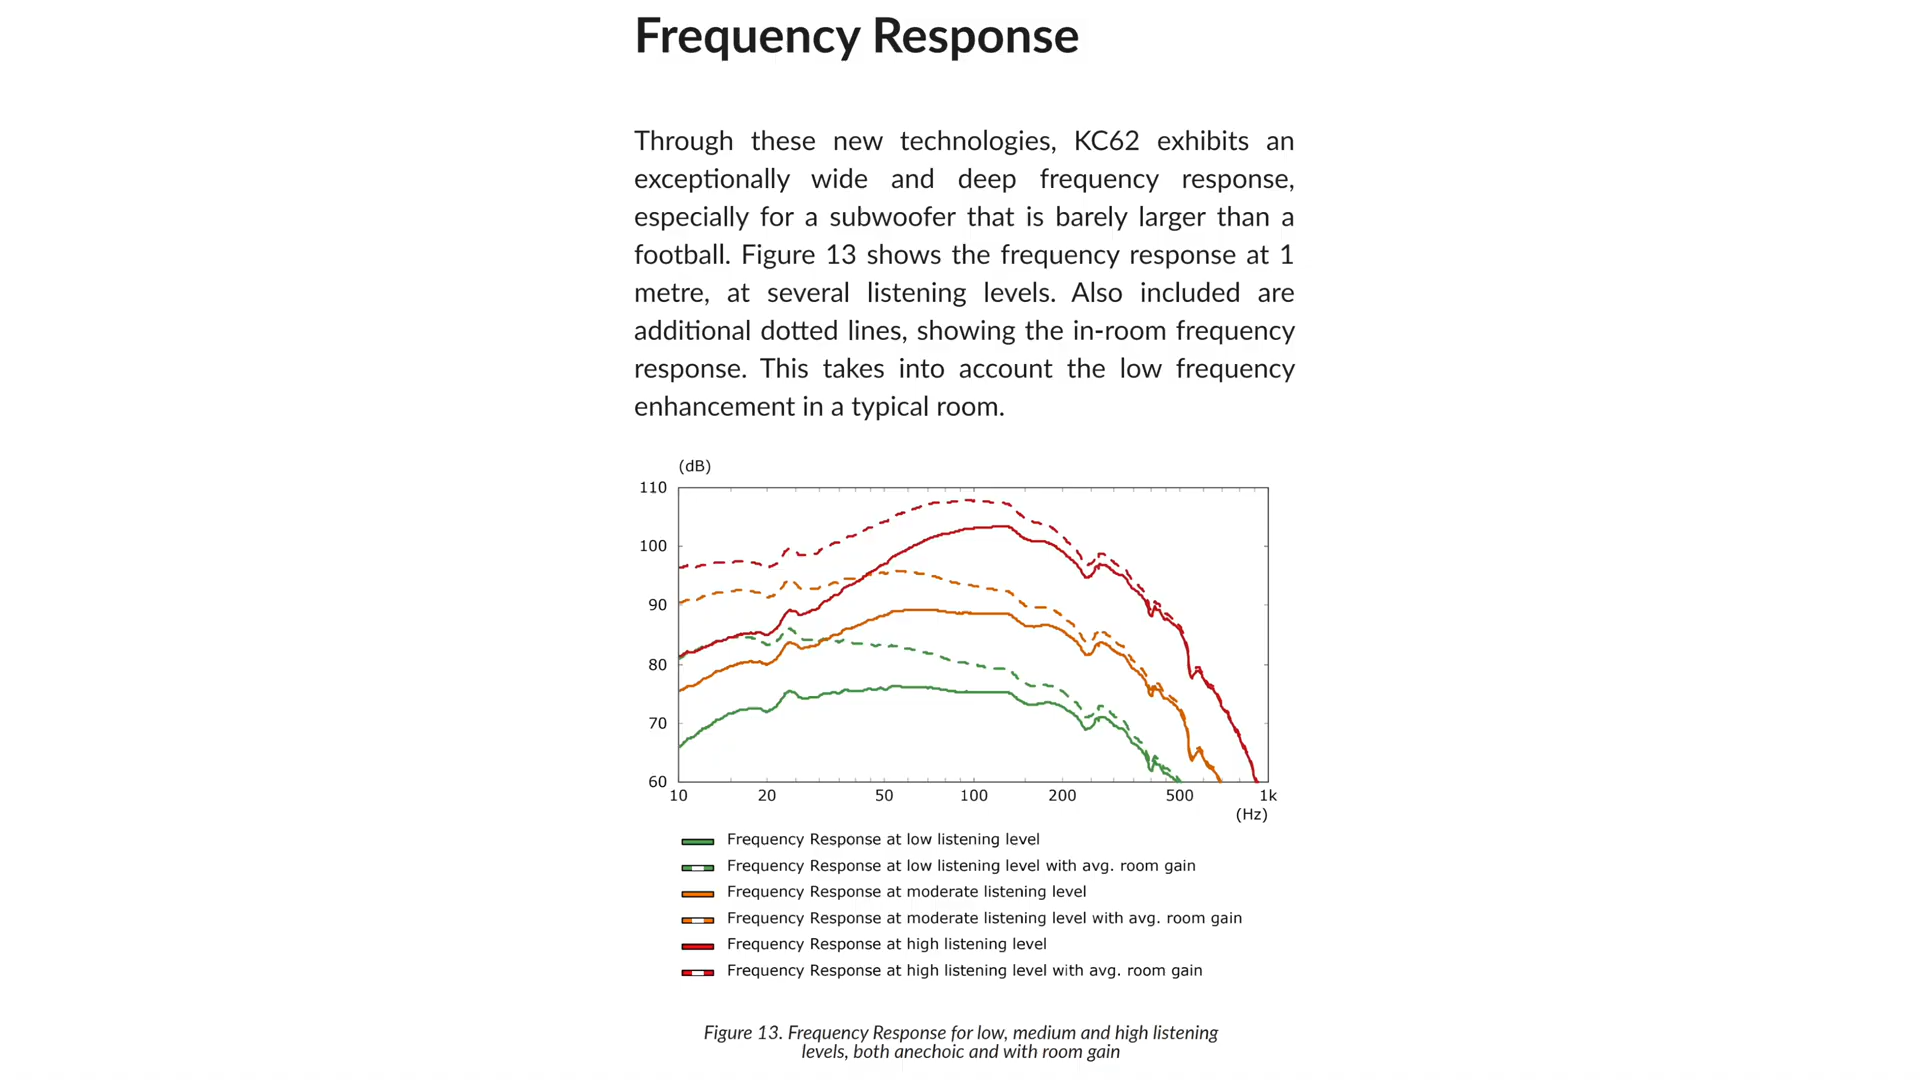 Frequency Response
Through these new technologies, KC62 exhibits an
exceptionally wide and deep frequency response,
especially for a subwoofer that is barely larger than a
football. Figure 13 shows the frequency response at 1
metre, at several listening levels. Also included are
additional dotted lines, showing the in-room frequency
response. This takes into account the low frequency
enhancement in a typical room.
(dB)
110
100
90
80
70
60
10 20 50 100 200 500 1k
(Hz)
Frequency Response at low listening level
Frequency Response at low listening level with avg. room gain
Frequency Response at moderate listening level
Frequency Response at moderate listening level with avg. room gain
Frequency Response at high listening level
Frequency Response at high listening level with avg. room gain
Figure 13. Frequency Response for low, medium and high listening
levels, both anechoic and with room gain